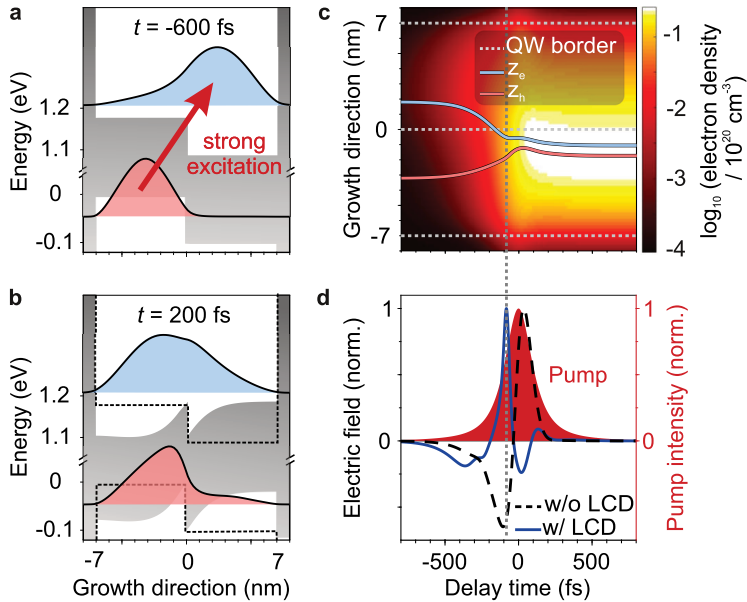 a
t = -600 fs
Energy (eV)
1.2
1.1
0
-0.1
strong
excitation
b
t = 200 fs
Energy (eV)
1.2
1.1
0
-0.1
-7
0
7
Growth direction (nm)
c
Growth direction (nm)
7
0
-7
QW border
z_e
z_h
-1
-2
-3
-4
log₁₀ (electron density
/ 10²⁰ cm⁻³)
d
Electric field (norm.)
1
0
Pump
w/o LCD
w/ LCD
1
0
Pump intensity (norm.)
-500
0
500
Delay time (fs)